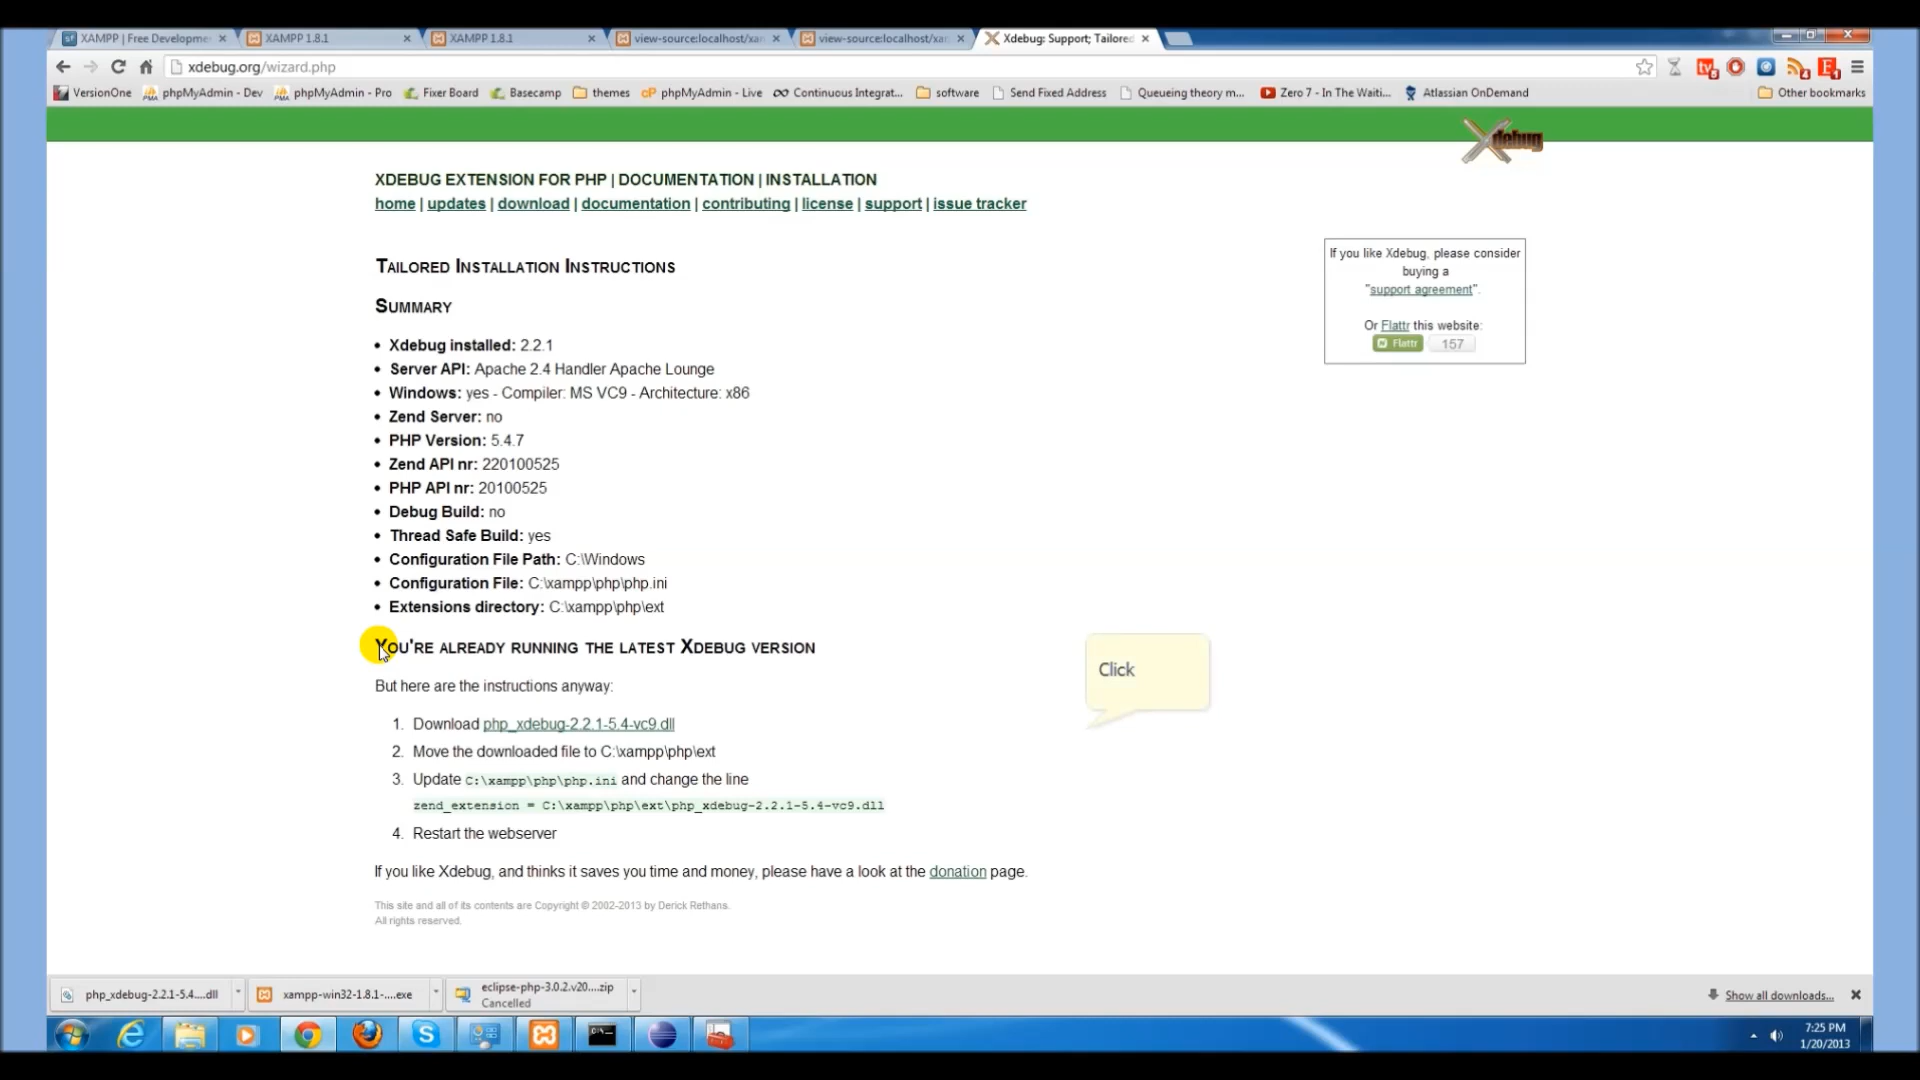 XAMPP | Free Developme
XAMPP 1.8.1
XAMPP 1.8.1
view-source:localhost/xam
view-source:localhost/xa
Xdebug: Support; Tailored
xdebug.org/wizard.php
VersionOne
phpMyAdmin - Dev
phpMyAdmin - Pro
Fixer Board
Basecamp
themes
phpMyAdmin - Live
Continuous Integrat...
software
Send Fixed Address
Queueing theory m...
Zero 7 - In The Waiti...
Atlassian OnDemand
Other bookmarks
Xdebug
XDEBUG EXTENSION FOR PHP | DOCUMENTATION | INSTALLATION
home | updates | download | documentation | contributing | license | support | issue tracker
If you like Xdebug, please consider
buying a
"support agreement".
Or Flattr this website:
Flattr 157
TAILORED INSTALLATION INSTRUCTIONS
SUMMARY
• Xdebug installed: 2.2.1
• Server API: Apache 2.4 Handler Apache Lounge
• Windows: yes - Compiler: MS VC9 - Architecture: x86
• Zend Server: no
• PHP Version: 5.4.7
• Zend API nr: 220100525
• PHP API nr: 20100525
• Debug Build: no
• Thread Safe Build: yes
• Configuration File Path: C:\Windows
• Configuration File: C:\xampp\php\php.ini
• Extensions directory: C:\xampp\php\ext
YOU'RE ALREADY RUNNING THE LATEST XDEBUG VERSION
Click
But here are the instructions anyway:
1. Download php_xdebug-2.2.1-5.4-vc9.dll
2. Move the downloaded file to C:\xampp\php\ext
3. Update C:\xampp\php\php.ini and change the line
zend_extension = C:\xampp\php\ext\php_xdebug-2.2.1-5.4-vc9.dll
4. Restart the webserver
If you like Xdebug, and thinks it saves you time and money, please have a look at the donation page.
This site and all of its contents are Copyright © 2002-2013 by Derick Rethans.
All rights reserved.
php_xdebug-2.2.1-5.4....dll
xampp-win32-1.8.1-....exe
eclipse-php-3.0.2.v20....zip
Cancelled
Show all downloads...
7:25 PM
1/20/2013